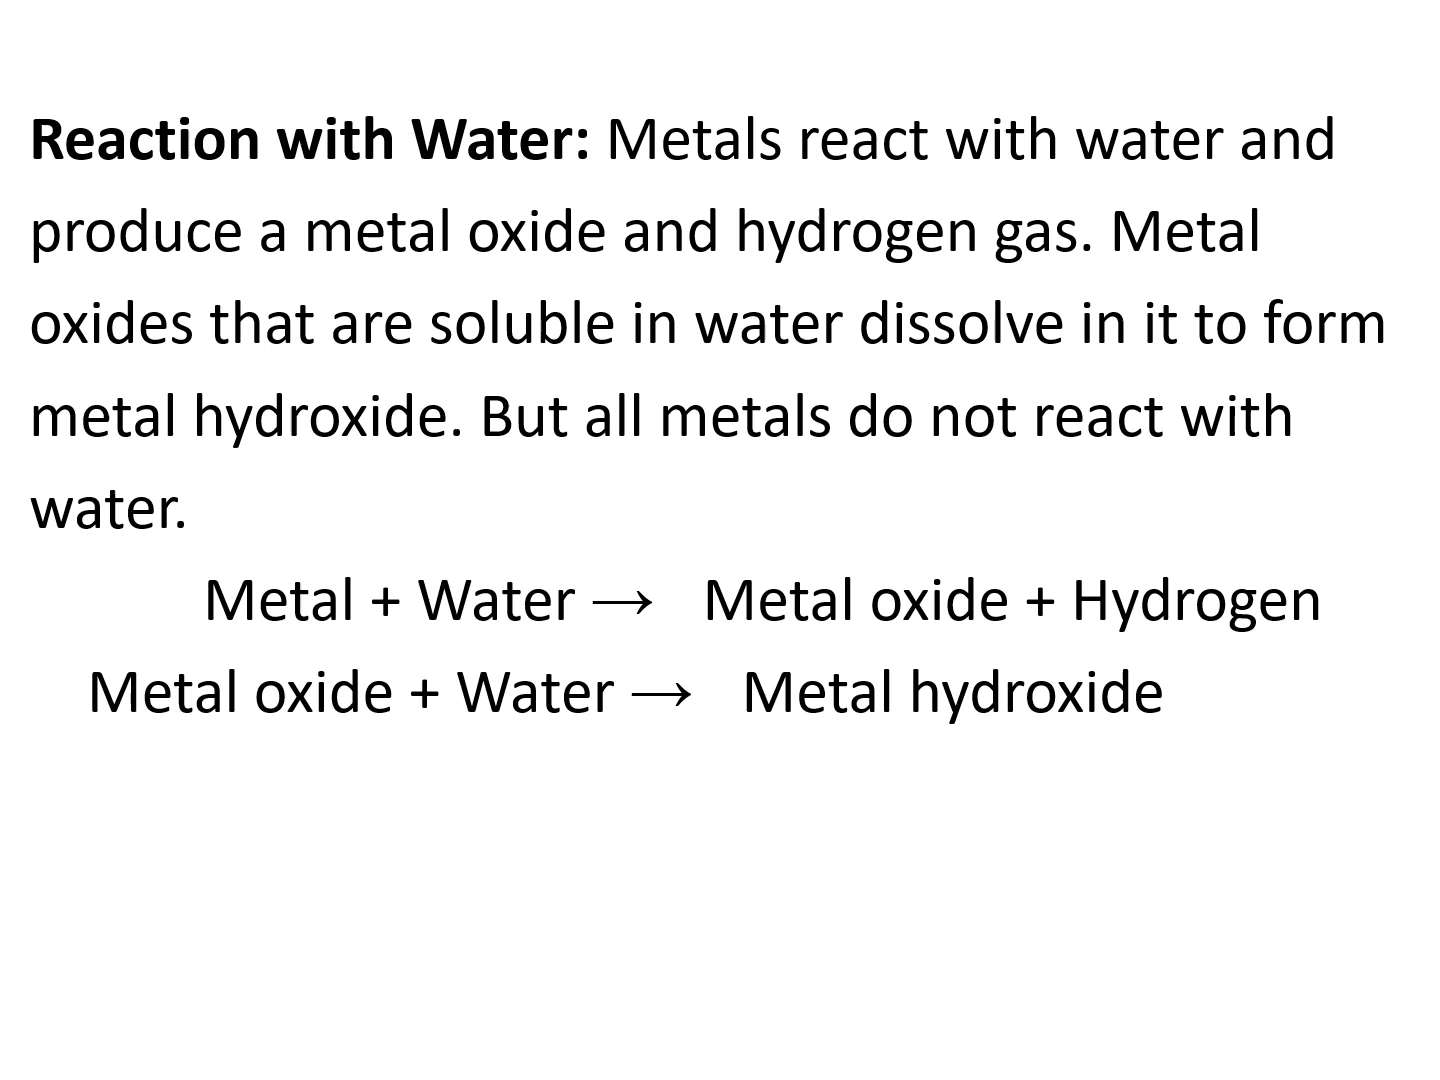 Reaction with Water: Metals react with water and
produce a metal oxide and hydrogen gas. Metal
oxides that are soluble in water dissolve in it to form
metal hydroxide. But all metals do not react with
water.
Metal + Water → Metal oxide + Hydrogen
Metal oxide + Water → Metal hydroxide